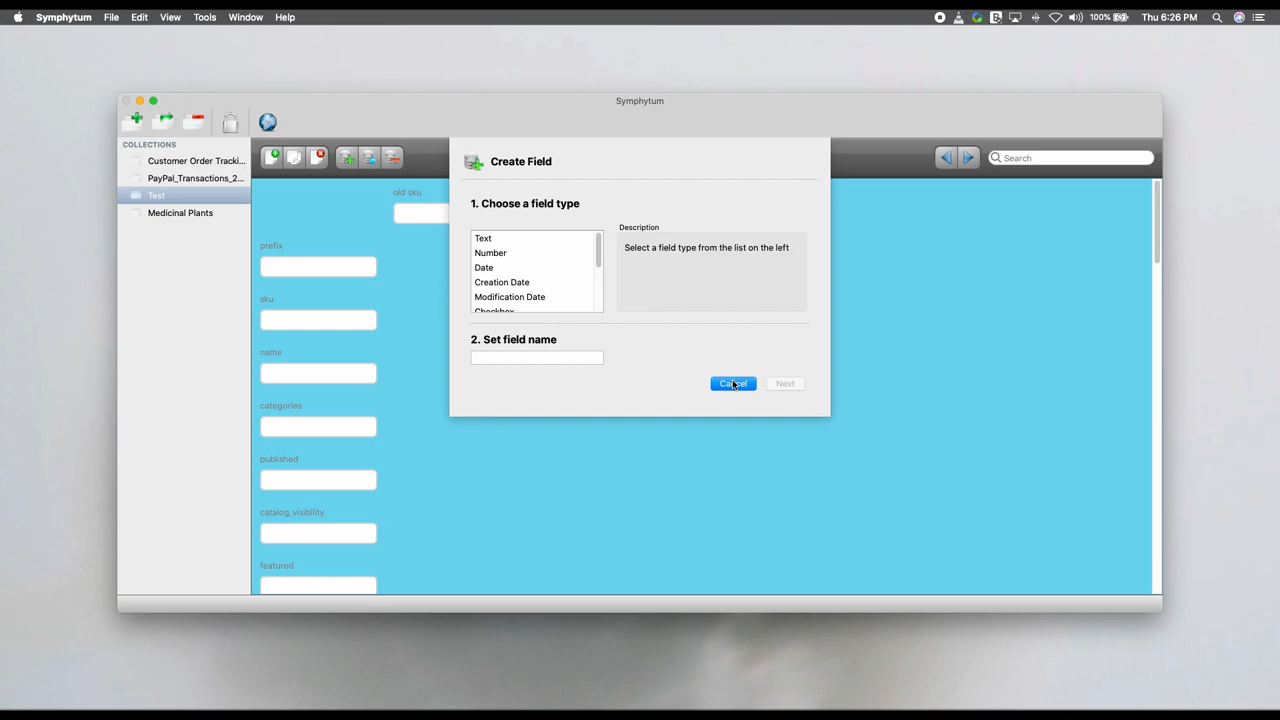 Symphytum File Edit View Tools Window Help 100% Thu 6:26 PM
Symphytum
COLLECTIONS
Customer Order Tracki...
PayPal_Transactions_2...
Test
Medicinal Plants
Search
old sku
prefix
sku
name
categories
published
catalog_visibility
featured
Create Field
1. Choose a field type
Text
Number
Date
Creation Date
Modification Date
Checkbox
Description
Select a field type from the list on the left
2. Set field name
Cancel Next